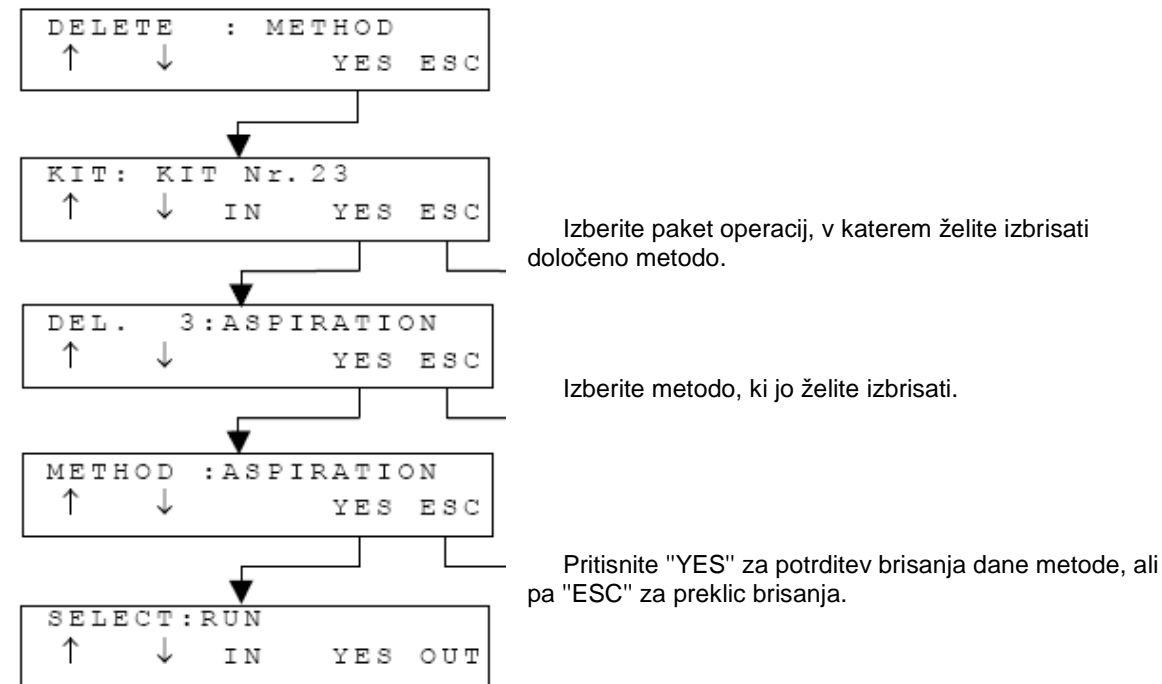 DELETE : METHOD
↑ ↓ YES ESC
KIT: KIT Nr.23
↑ ↓ IN YES ESC
Izberite paket operacij, v katerem želite izbrisati
določeno metodo.
DEL. 3:ASPIRATION
↑ ↓ YES ESC
Izberite metodo, ki jo želite izbrisati.
METHOD :ASPIRATION
↑ ↓ YES ESC
Pritisnite "YES" za potrditev brisanja dane metode, ali
pa "ESC" za preklic brisanja.
SELECT:RUN
↑ ↓ IN YES OUT